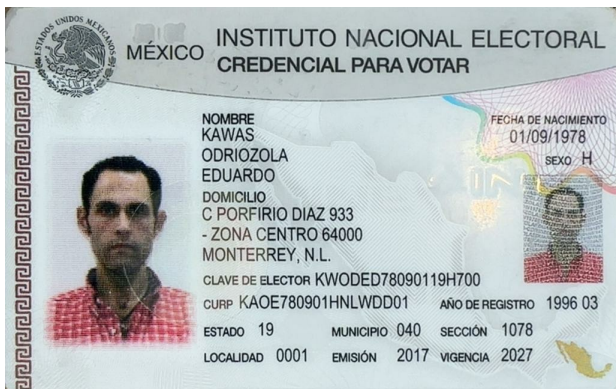 ESTADOS UNIDOS MEXICANOS
MÉXICO INSTITUTO NACIONAL ELECTORAL
CREDENCIAL PARA VOTAR
NOMBRE
KAWAS
ODRIOZOLA
EDUARDO
FECHA DE NACIMIENTO
01/09/1978
SEXO H
DOMICILIO
C PORFIRIO DIAZ 933
- ZONA CENTRO 64000
MONTERREY, N.L.
CLAVE DE ELECTOR KWODED78090119H700
CURP KAOE780901HNLWDD01 AÑO DE REGISTRO 1996 03
ESTADO 19 MUNICIPIO 040 SECCIÓN 1078
LOCALIDAD 0001 EMISIÓN 2017 VIGENCIA 2027